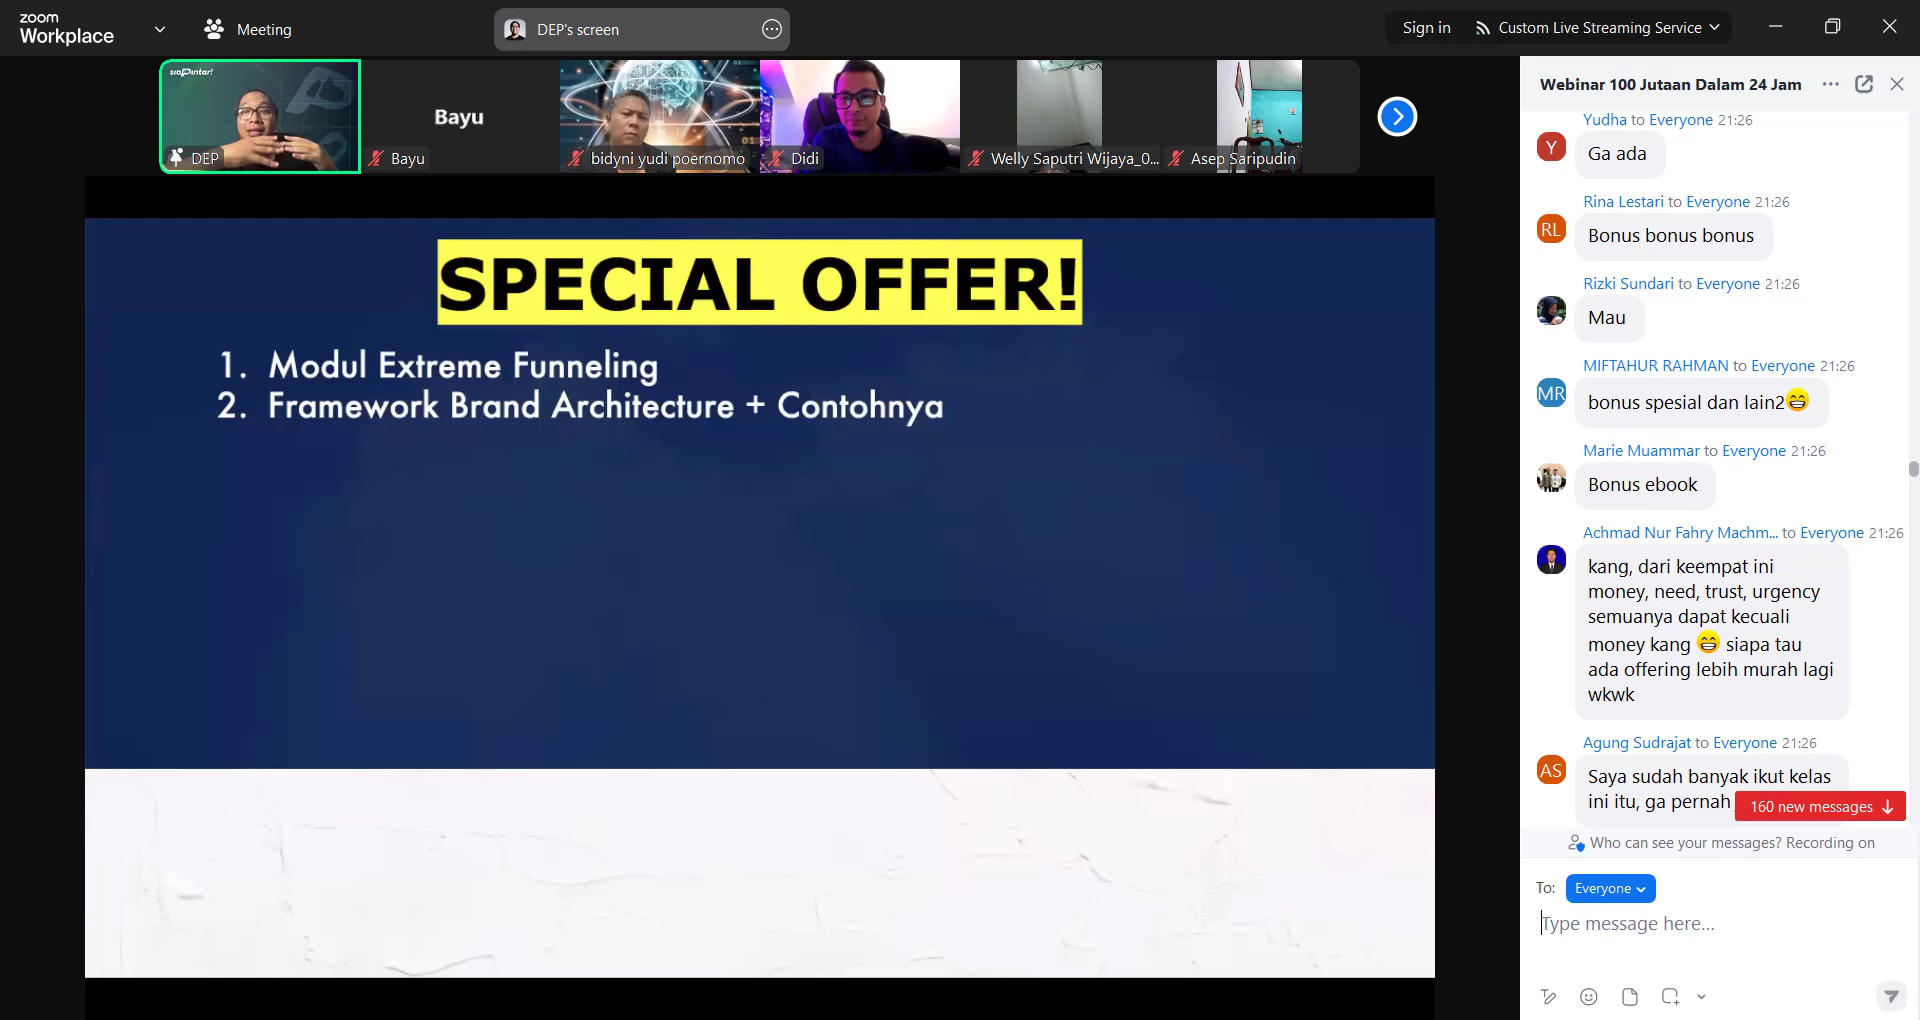 zoom
Workplace
Meeting
DEP's screen
Sign in
Custom Live Streaming Service
siapintar!
DEP
Bayu
Bayu
bidyni yudi poernomo
Didi
Welly Saputri Wijaya_0...
Asep Saripudin
SPECIAL OFFER!
1. Modul Extreme Funneling
2. Framework Brand Architecture + Contohnya
Webinar 100 Jutaan Dalam 24 Jam
Yudha to Everyone 21:26
Y
Ga ada
Rina Lestari to Everyone 21:26
RL
Bonus bonus bonus
Rizki Sundari to Everyone 21:26
Mau
MIFTAHUR RAHMAN to Everyone 21:26
MR
bonus spesial dan lain2😁
Marie Muammar to Everyone 21:26
Bonus ebook
Achmad Nur Fahry Machm... to Everyone 21:26
kang, dari keempat ini
money, need, trust, urgency
semuanya dapat kecuali
money kang 😁 siapa tau
ada offering lebih murah lagi
wkwk
Agung Sudrajat to Everyone 21:26
AS
Saya sudah banyak ikut kelas
ini itu, ga pernah
160 new messages
Who can see your messages? Recording on
To: Everyone
Type message here...